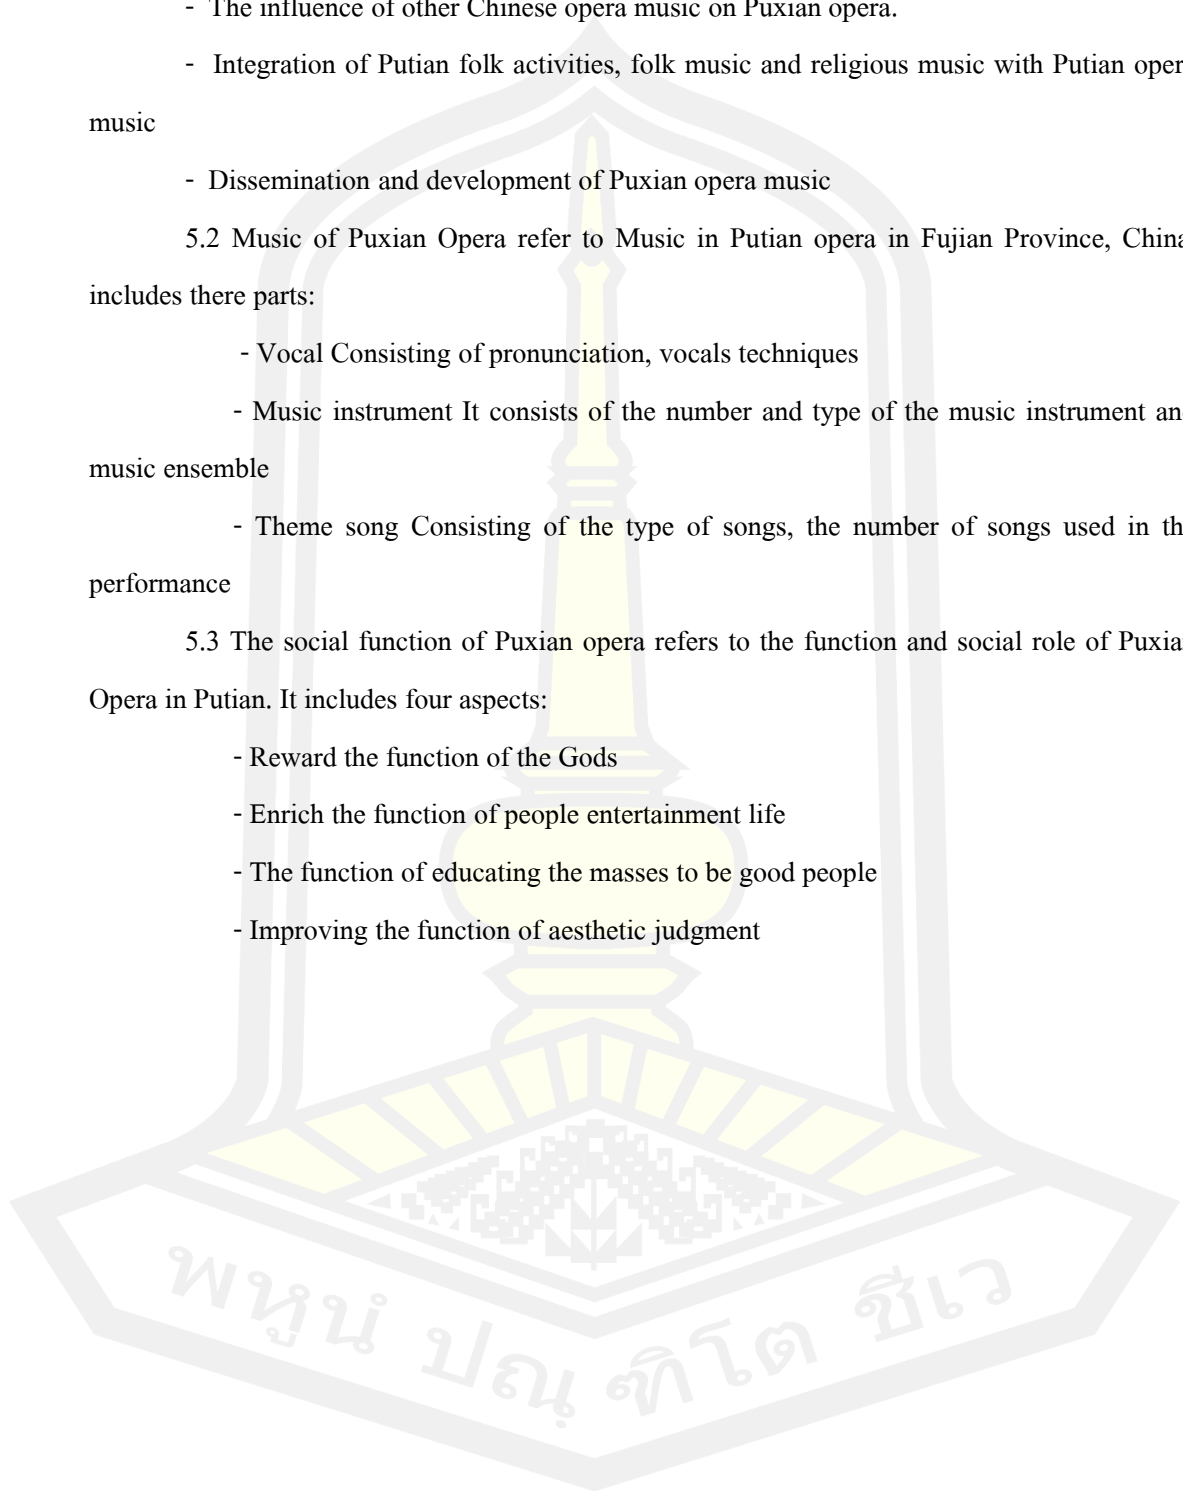 - The influence of other Chinese opera music on Puxian opera.
- Integration of Putian folk activities, folk music and religious music with Putian oper
music
- Dissemination and development of Puxian opera music
5.2 Music of Puxian Opera refer to Music in Putian opera in Fujian Province, China
includes there parts:
- Vocal Consisting of pronunciation, vocals techniques
- Music instrument It consists of the number and type of the music instrument an
music ensemble
- Theme song Consisting of the type of songs, the number of songs used in th
performance
5.3 The social function of Puxian opera refers to the function and social role of Puxia
Opera in Putian. It includes four aspects:
- Reward the function of the Gods
- Enrich the function of people entertainment life
- The function of educating the masses to be good people
- Improving the function of aesthetic judgment
พหูนํ ปณฺฑิโต ชีเว